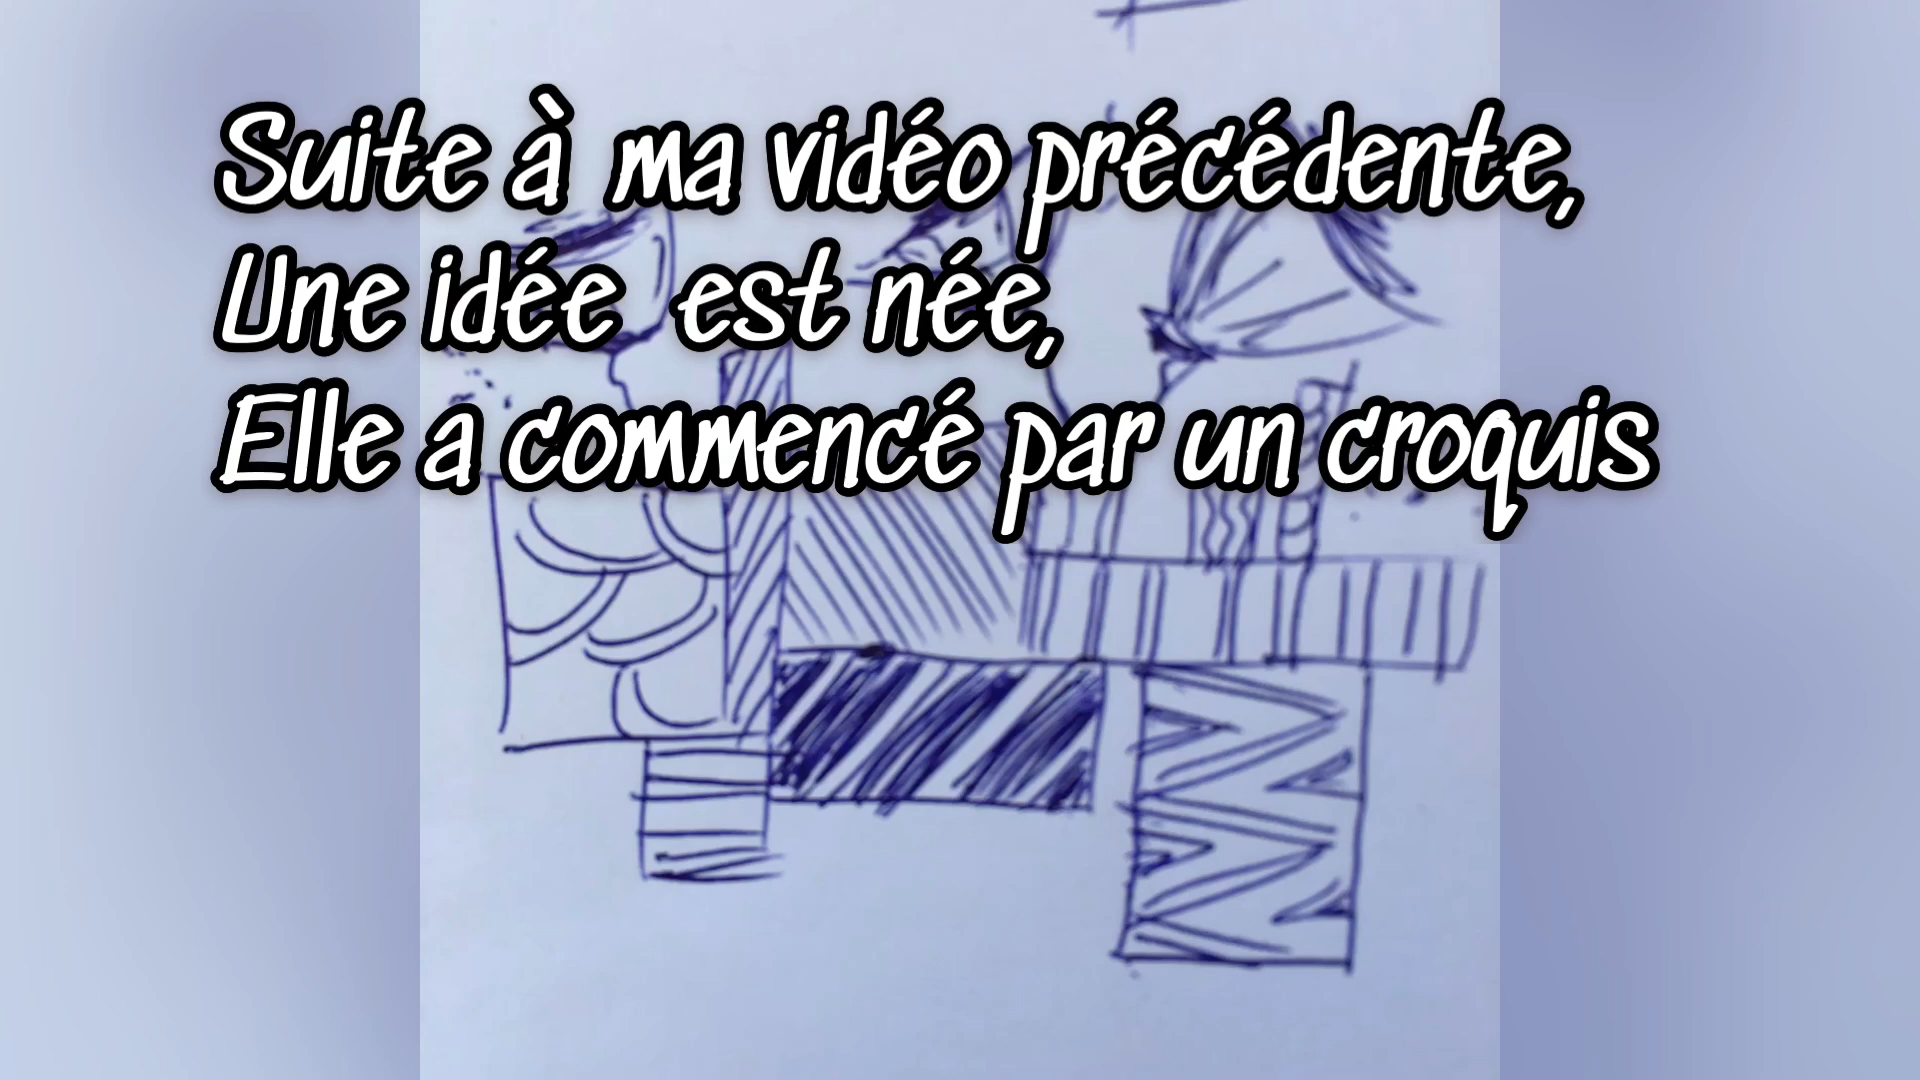 Suite à ma vidéo précédente,
Une idée est née,
Elle a commencé par un croquis